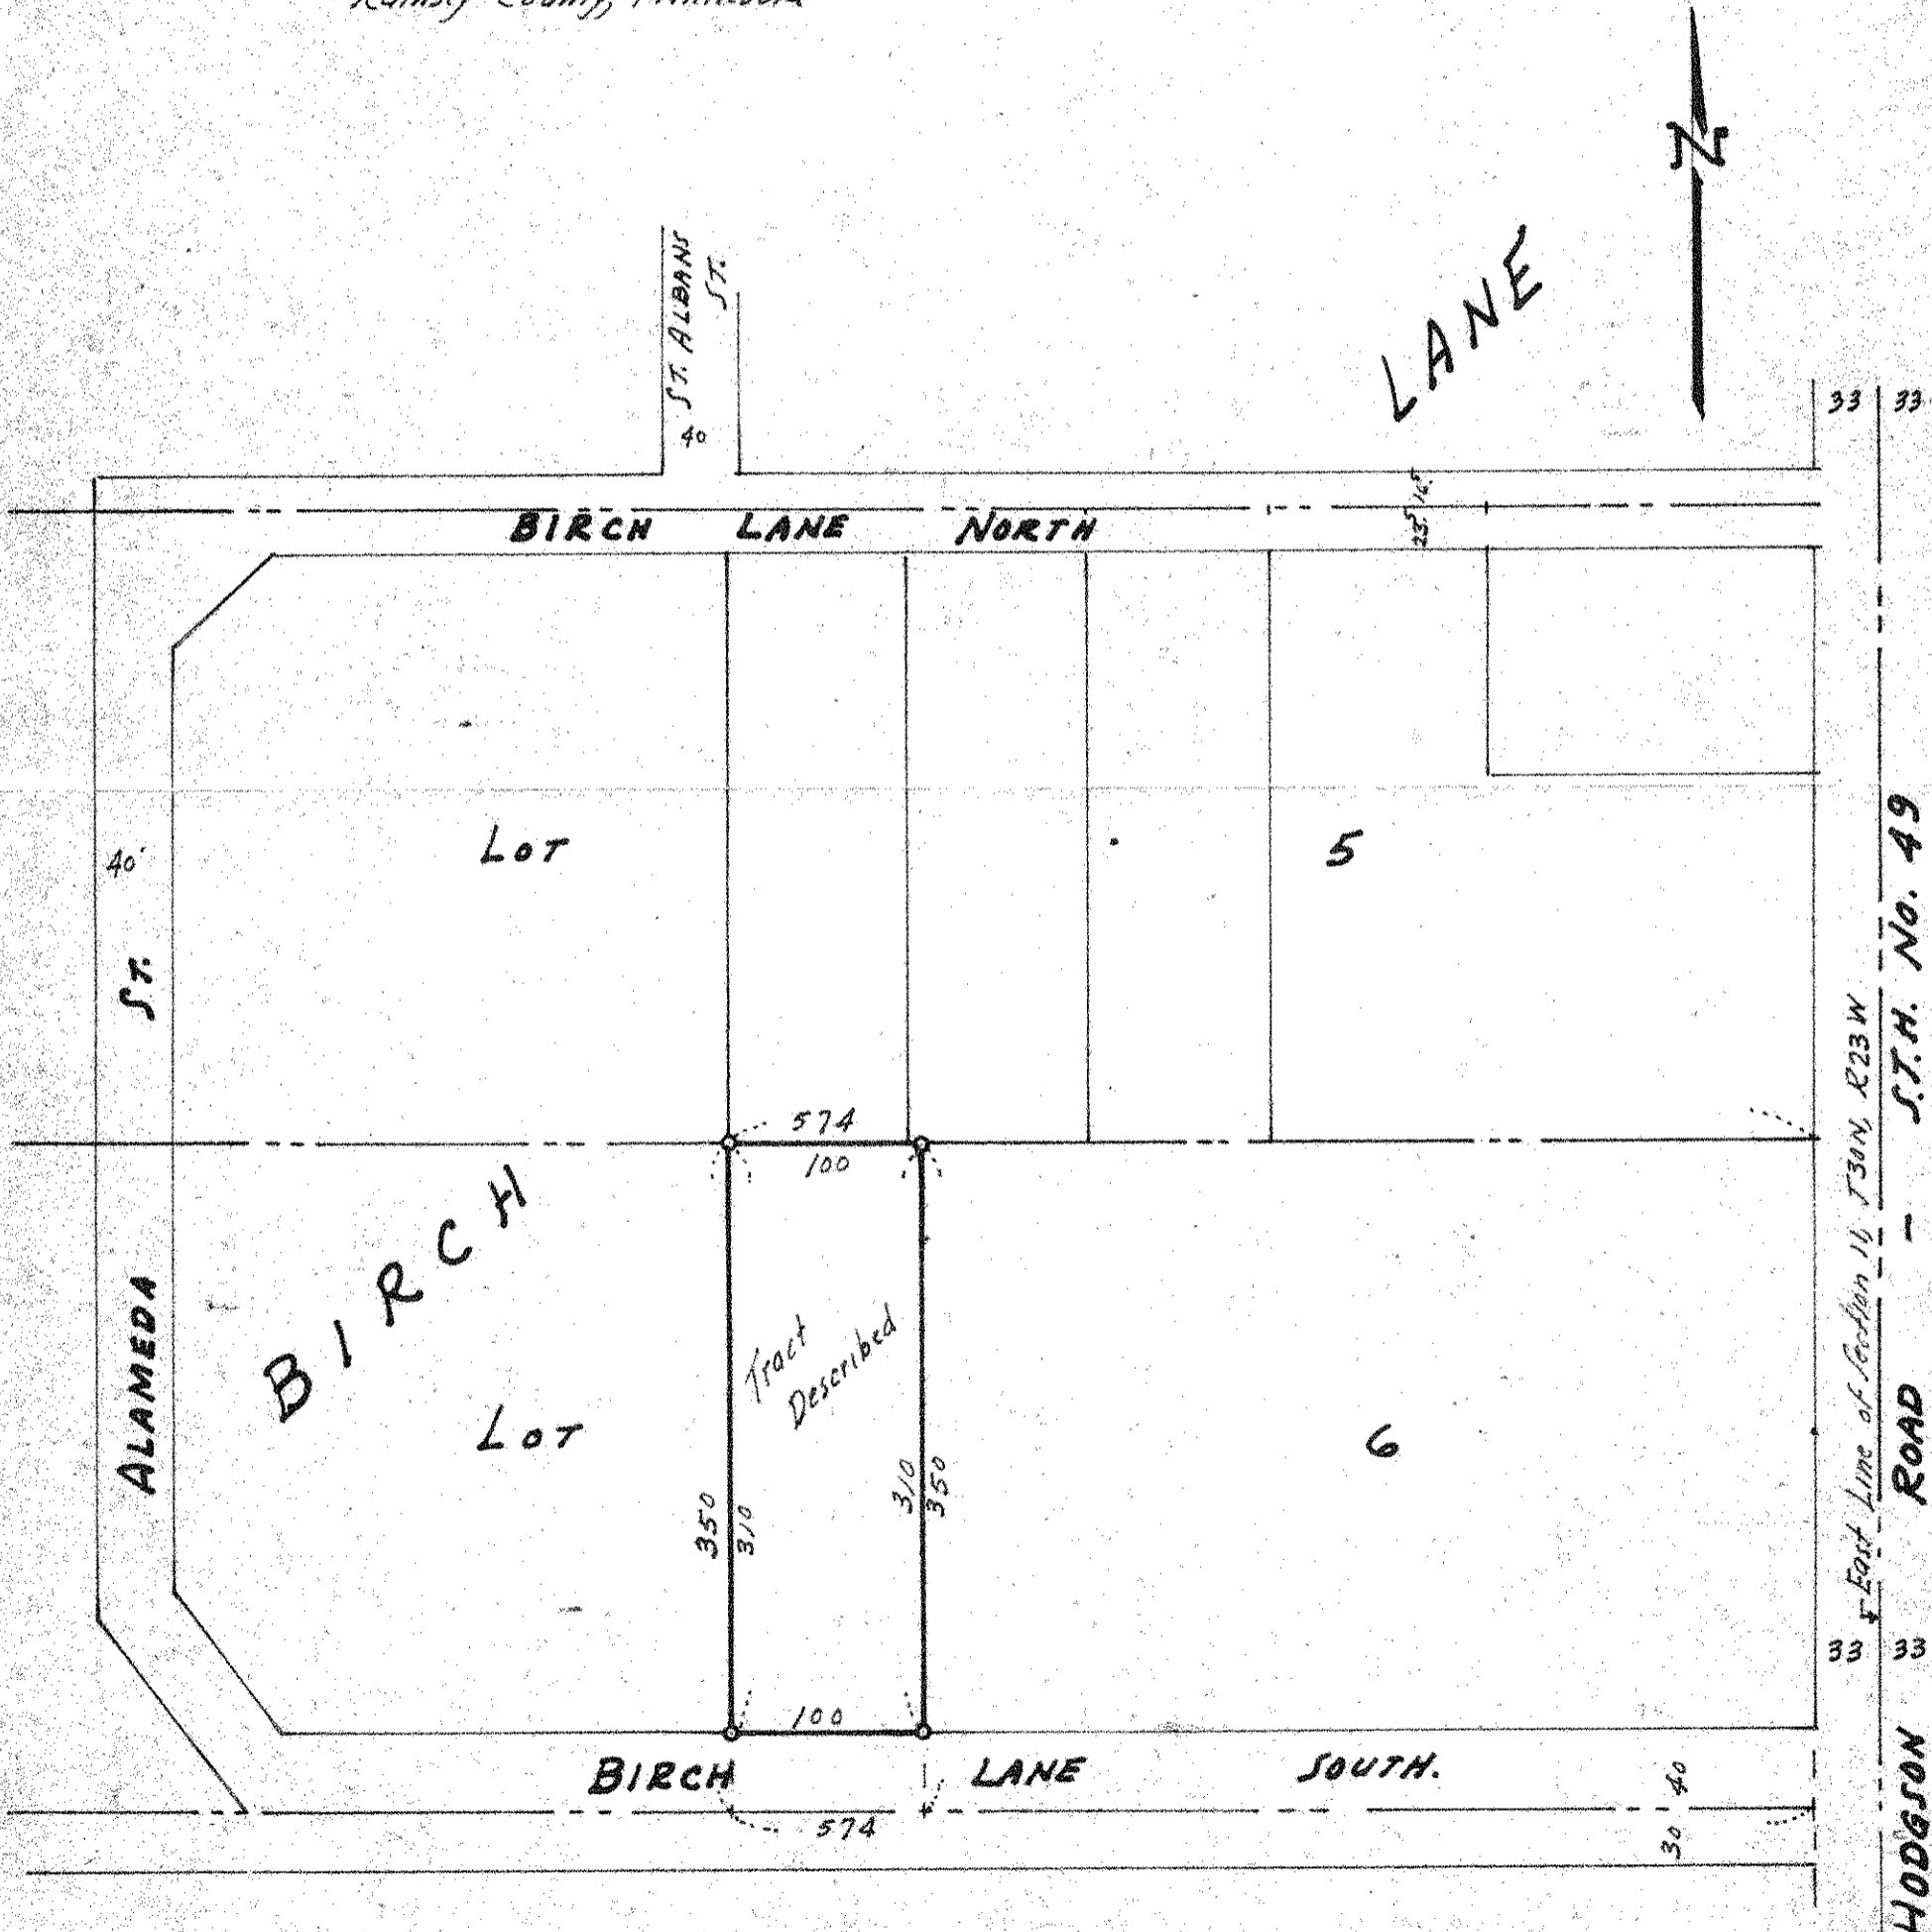 County, Minnesota
N
ST. ALBANS
ST.
40
LANE
33 33
BIRCH LANE NORTH
LOT 5
40'
ALAMEDA ST.
574
100
BIRCH
Tract
Described
LOT 6
350
310
310
350
100
BIRCH LANE SOUTH.
574
40
30
33 33
East Line of Section T30N, R23W
HODGSON ROAD - S.T.H. No. 49